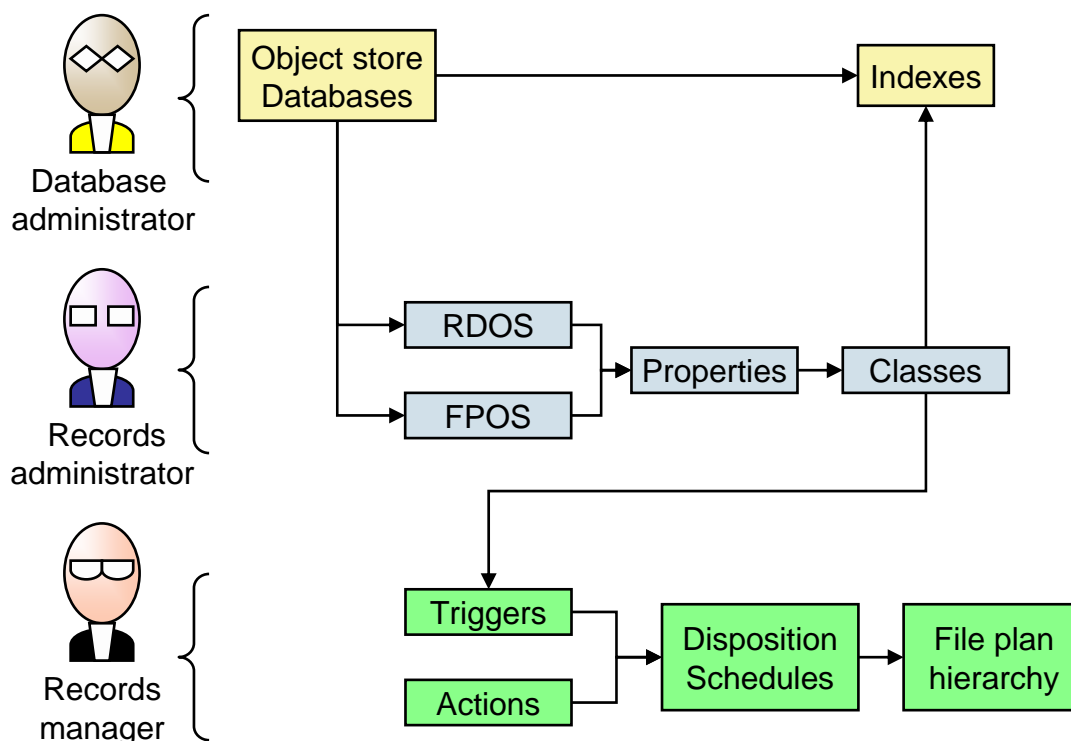 Object store
Databases
Indexes
Database
administrator
RDOS
Properties
Classes
FPOS
Records
administrator
Triggers
Disposition
Schedules
File plan
hierarchy
Actions
Records
manager